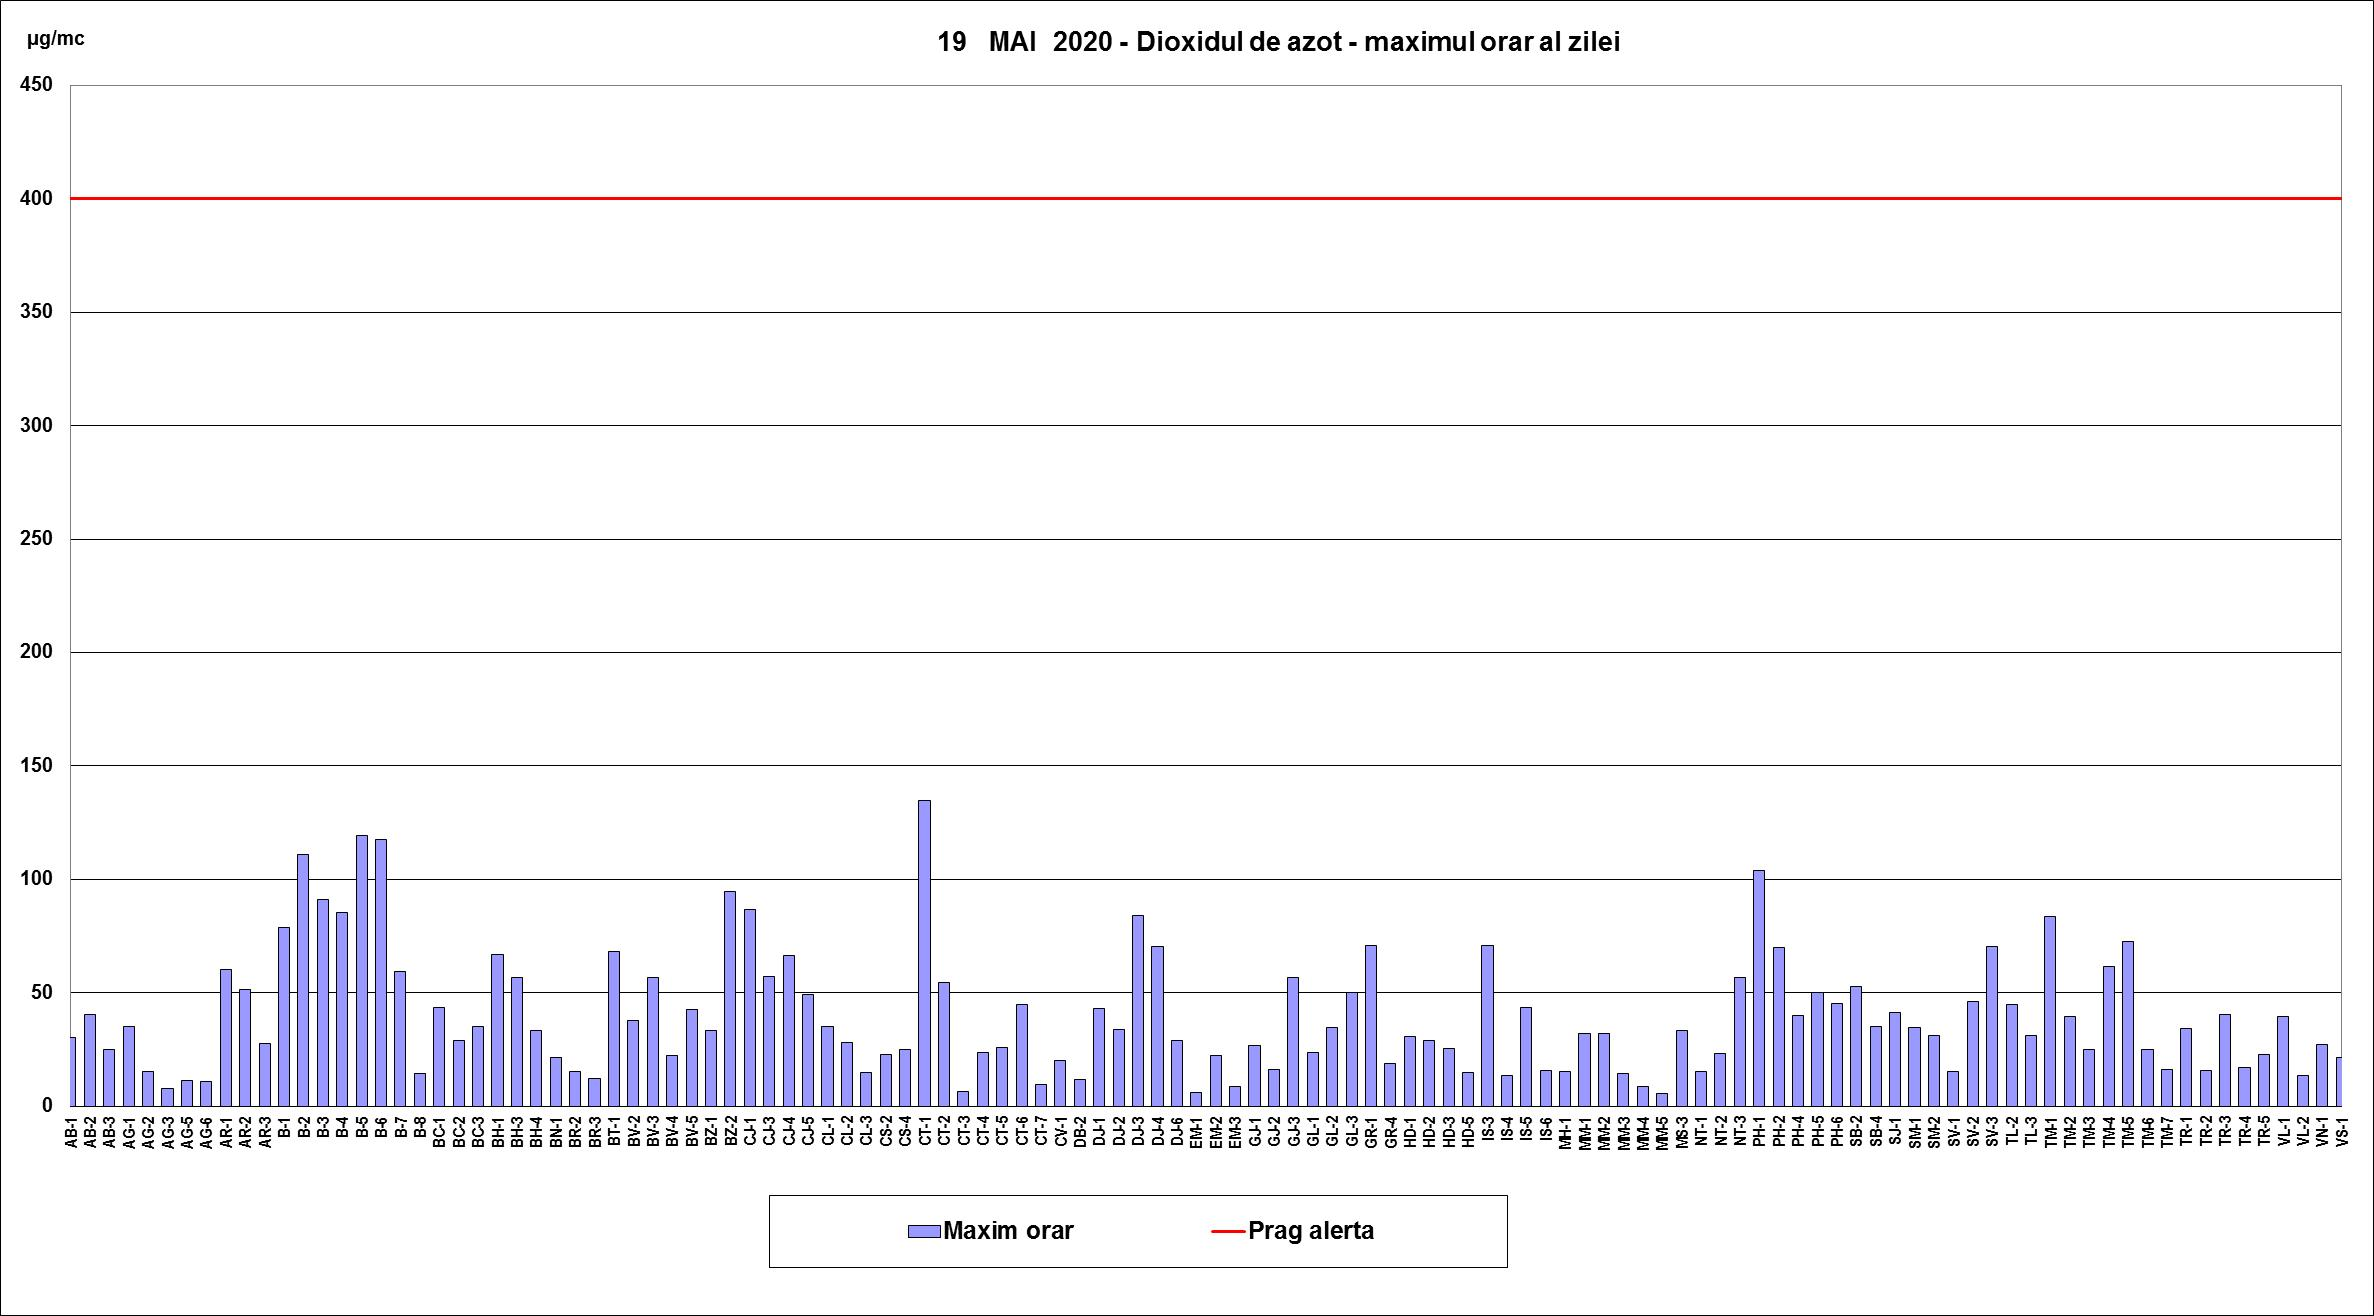 µg/mc
19 MAI 2020 - Dioxidul de azot - maximul orar al zilei
450
400
350
300
250
200
150
100
50
0
AB-1 AB-2 AB-3 AG-1 AG-2 AG-3 AG-5 AG-6 AR-1 AR-2 AR-3 B-1 B-2 B-3 B-4 B-5 B-6 B-7 B-8 BC-1 BC-2 BC-3 BH-1 BH-3 BH-4 BN-1 BR-2 BR-3 BT-1 BV-2 BV-3 BV-4 BV-5 BZ-1 BZ-2 CJ-1 CJ-3 CJ-4 CJ-5 CL-1 CL-2 CL-3 CS-2 CS-4 CT-1 CT-2 CT-3 CT-4 CT-5 CT-6 CT-7 CV-1 DB-2 DJ-1 DJ-2 DJ-3 DJ-4 DJ-6 EM-1 EM-2 EM-3 GJ-1 GJ-2 GJ-3 GL-1 GL-2 GL-3 GR-1 GR-4 HD-1 HD-2 HD-3 HD-5 IS-3 IS-4 IS-5 IS-6 MH-1 MM-1 MM-2 MM-3 MM-4 MM-5 MS-3 NT-1 NT-2 NT-3 PH-1 PH-2 PH-4 PH-5 PH-6 SB-2 SB-4 SJ-1 SM-1 SM-2 SV-1 SV-2 SV-3 TL-2 TL-3 TM-1 TM-2 TM-3 TM-4 TM-5 TM-6 TM-7 TR-1 TR-2 TR-3 TR-4 TR-5 VL-1 VL-2 VN-1 VS-1
Maxim orar Prag alerta